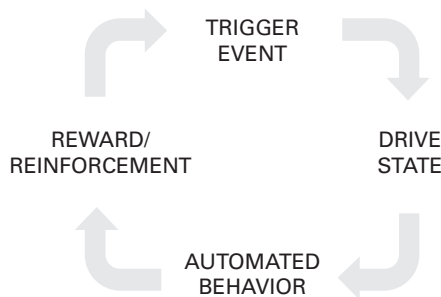 TRIGGER
EVENT
DRIVE
STATE
AUTOMATED
BEHAVIOR
REWARD/
REINFORCEMENT